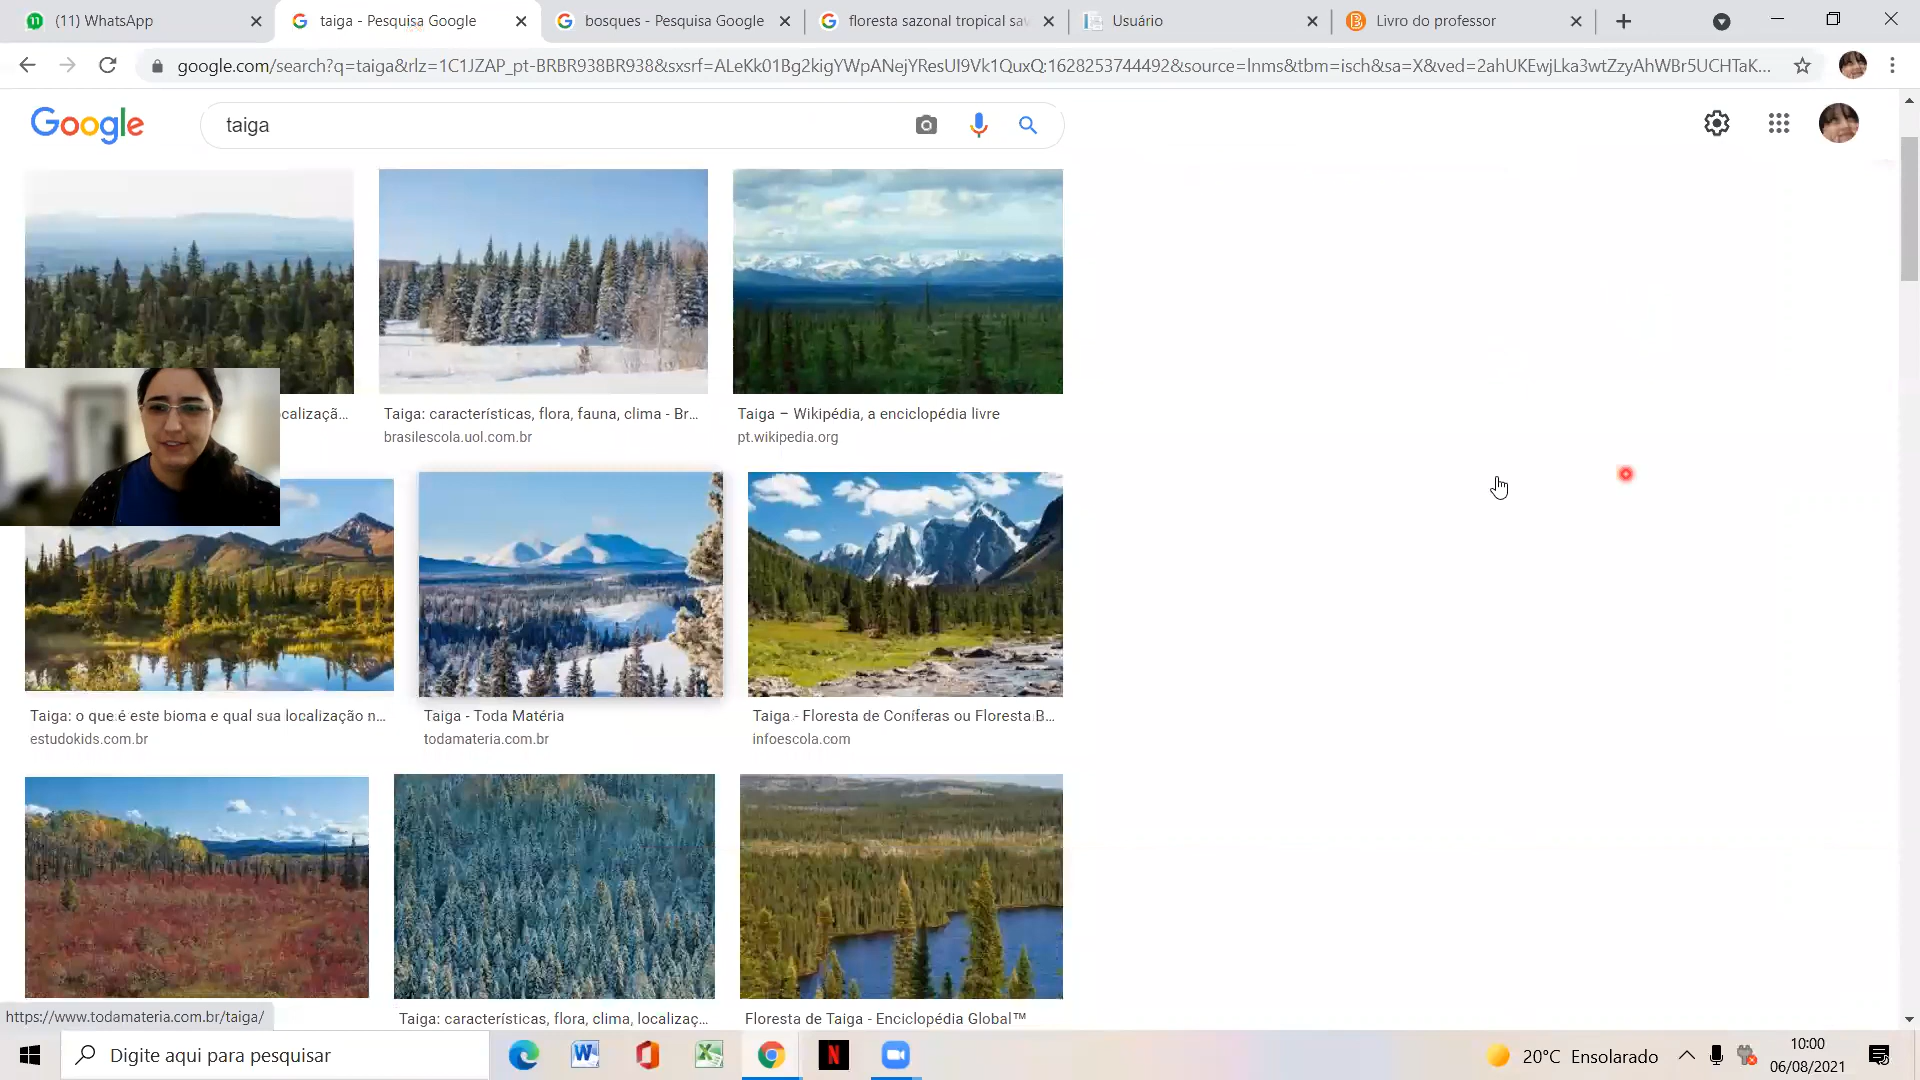 (11) WhatsApp
taiga - Pesquisa Google
bosques - Pesquisa Google
floresta sazonal tropical sav
Usuário
Livro do professor
google.com/search?q=taiga&rlz=1C1JZAP_pt-BRBR938BR938&sxsrf=ALeKk01Bg2kigYWpANejYResUI9Vk1QuxQ:1628253744492&source=lnms&tbm=isch&sa=X&ved=2ahUKEwjLka3wtZzyAhWBr5UCHTaK...
Google
taiga
calizaçã...
Taiga: características, flora, fauna, clima - Br...
Taiga – Wikipédia, a enciclopédia livre
brasilescola.uol.com.br
pt.wikipedia.org
Taiga: o que é este bioma e qual sua localização n...
Taiga - Toda Matéria
Taiga - Floresta de Coníferas ou Floresta B...
estudokids.com.br
todamateria.com.br
infoescola.com
https://www.todamateria.com.br/taiga/
Taiga: características, flora, clima, localizaç...
Floresta de Taiga - Enciclopédia Global™
Digite aqui para pesquisar
20°C Ensolarado
10:00
06/08/2021